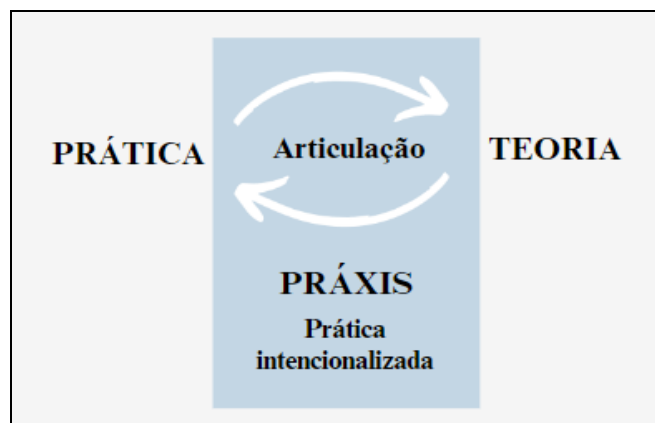 PRÁTICA
Articulação
TEORIA
PRÁXIS
Prática
intencionalizada